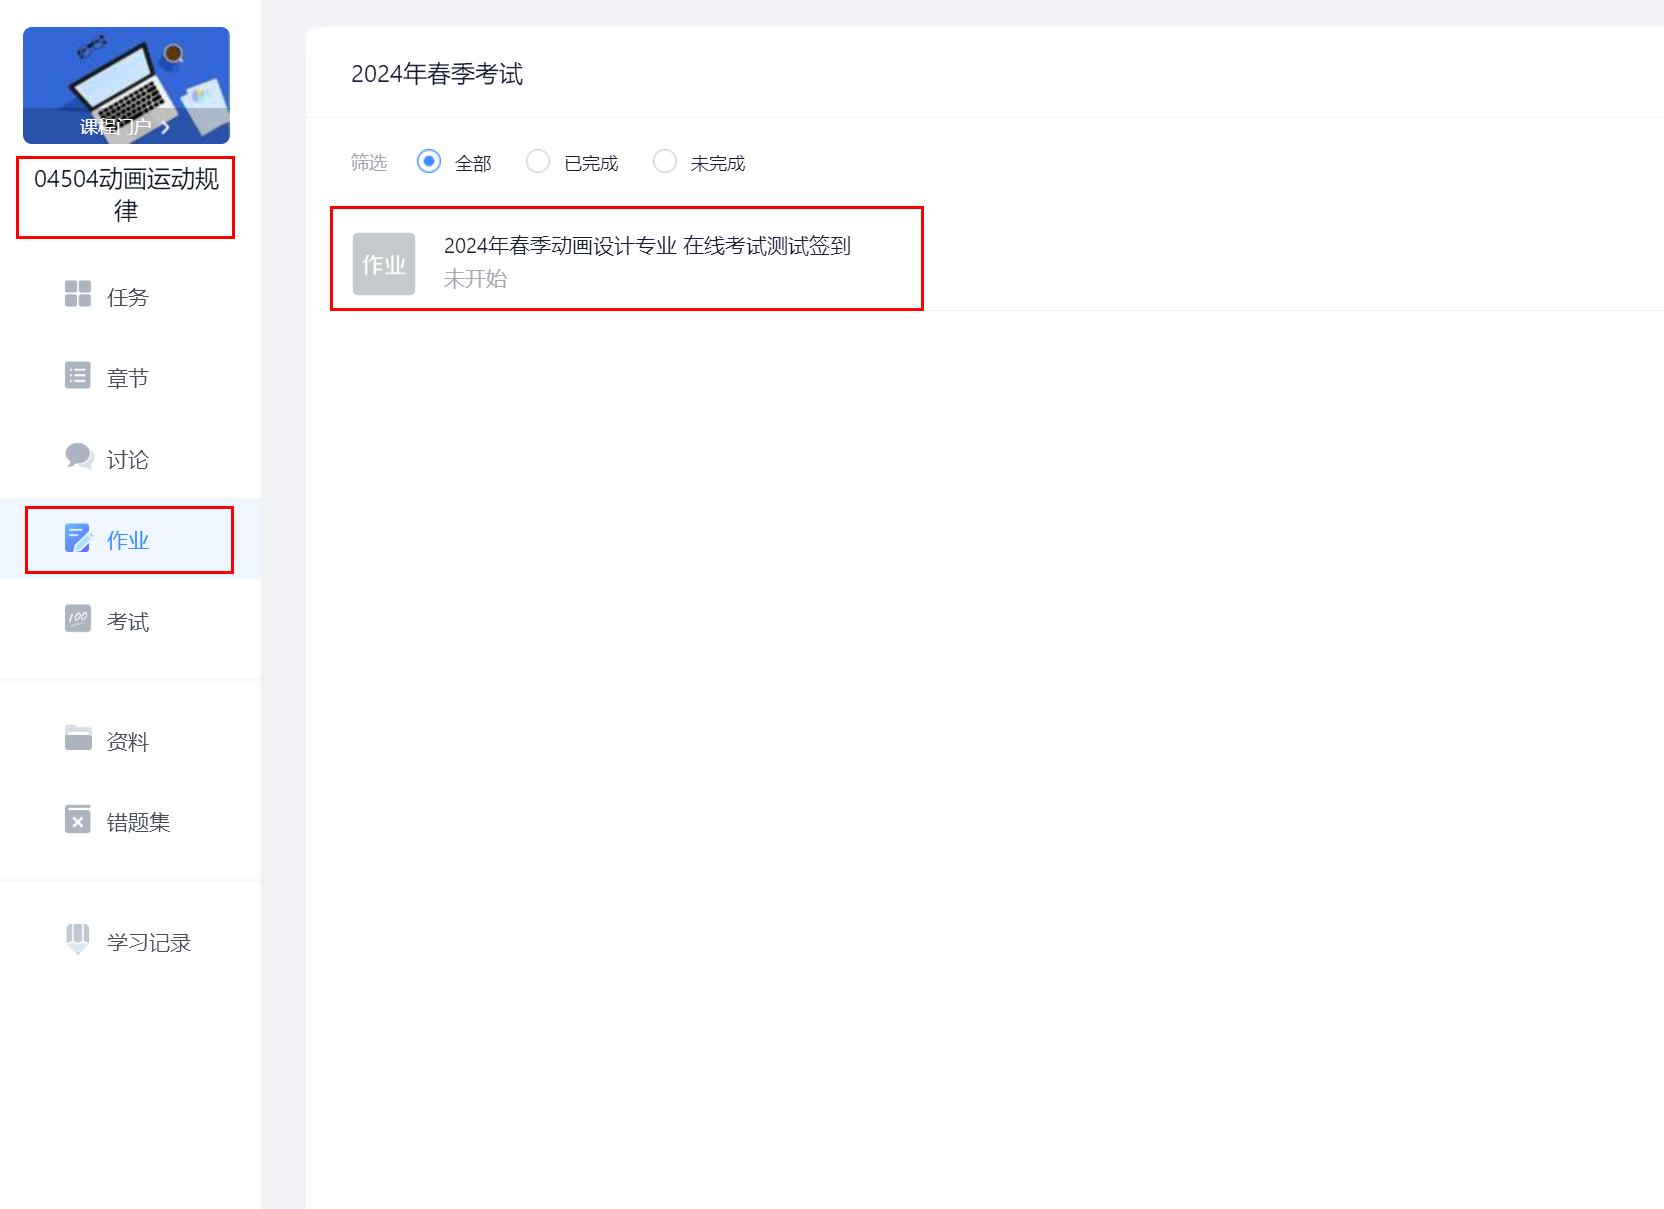 课程门户
04504动画运动规
律
任务
章节
讨论
作业
100
考试
资料
错题集
学习记录
2024年春季考试
筛选 全部 已完成 未完成
作业
2024年春季动画设计专业 在线考试测试签到
未开始